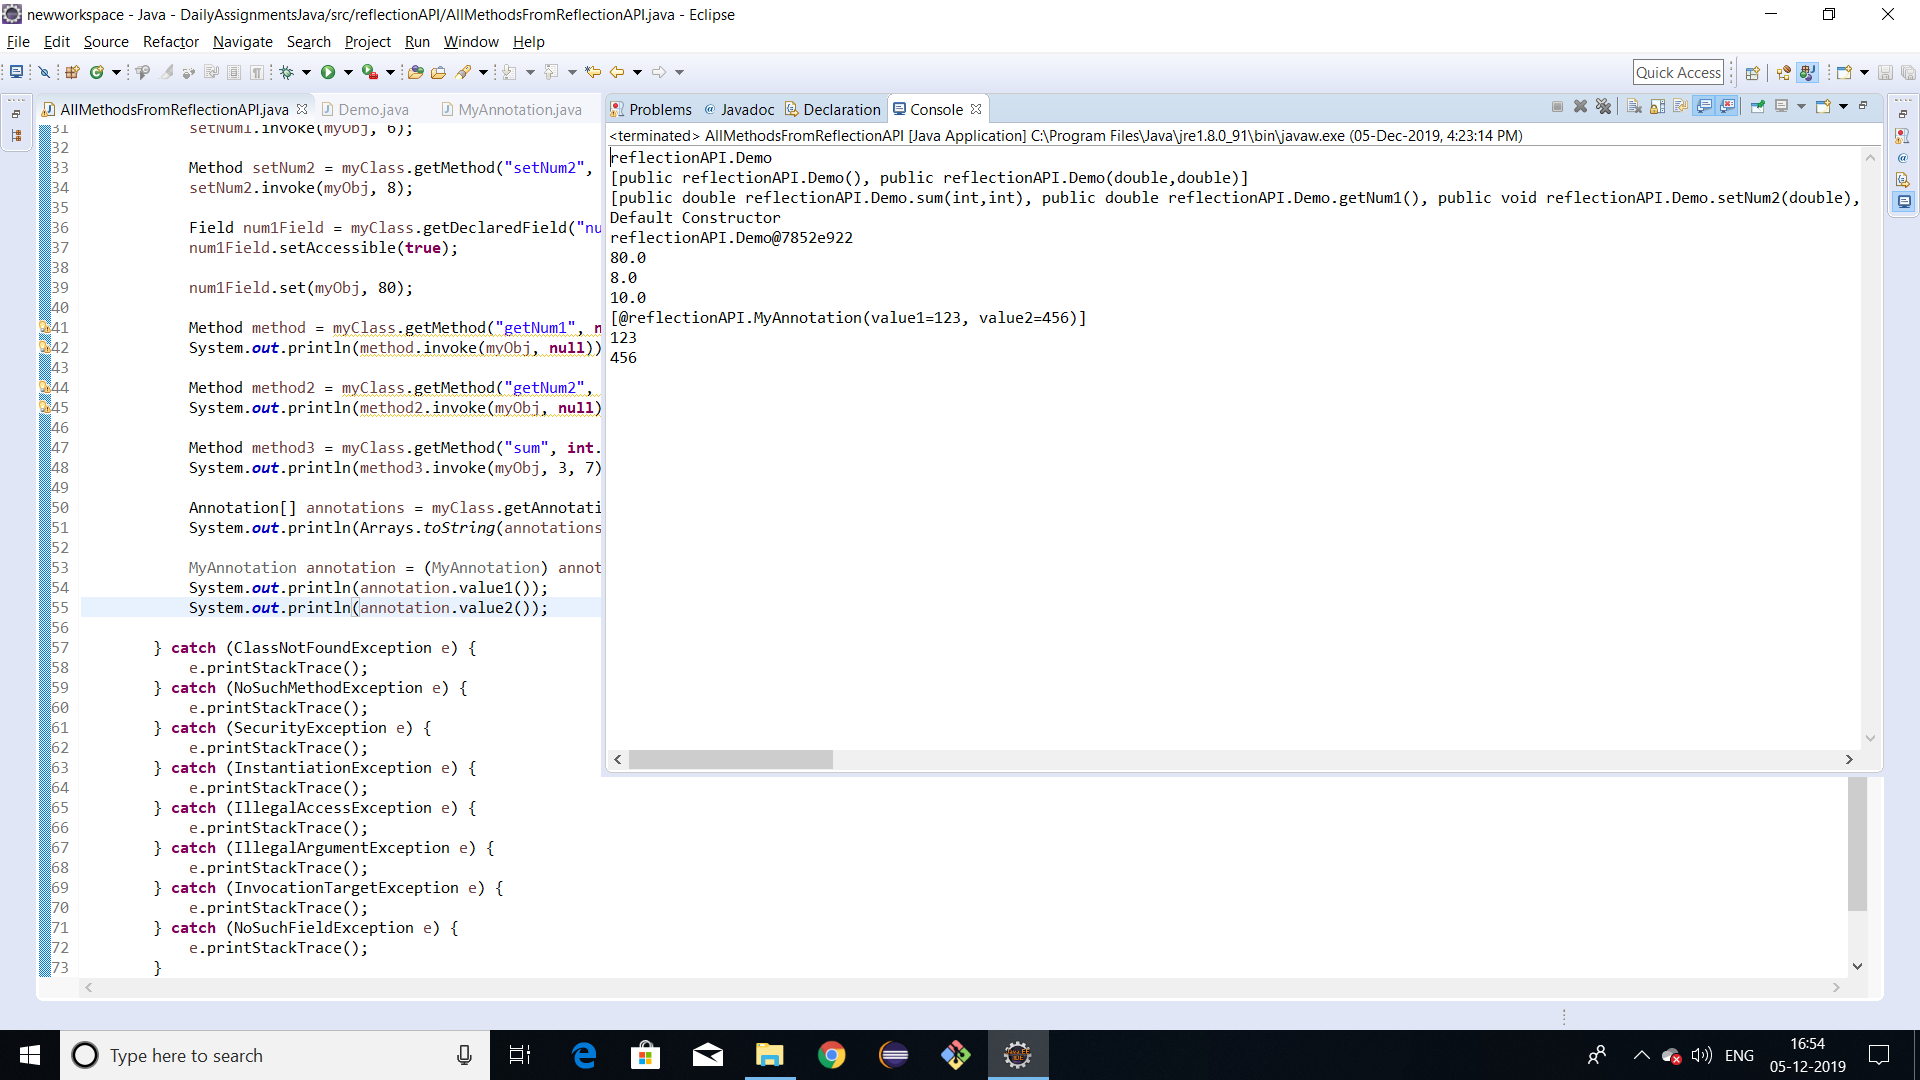 newworkspace - Java - DailyAssignmentsJava/src/reflectionAPI/AllMethodsFromReflectionAPI.java - Eclipse
File Edit Source Refactor Navigate Search Project Run Window Help
Quick Access
AllMethodsFromReflectionAPI.java Demo.java MyAnnotation.java
31 setNum1.invoke(myObj, 6);
32
33 Method setNum2 = myClass.getMethod("setNum2",
34 setNum2.invoke(myObj, 8);
35
36 Field num1Field = myClass.getDeclaredField("nu
37 num1Field.setAccessible(true);
38
39 num1Field.set(myObj, 80);
40
41 Method method = myClass.getMethod("getNum1", n
42 System.out.println(method.invoke(myObj, null))
43
44 Method method2 = myClass.getMethod("getNum2",
45 System.out.println(method2.invoke(myObj, null)
46
47 Method method3 = myClass.getMethod("sum", int.
48 System.out.println(method3.invoke(myObj, 3, 7)
49
50 Annotation[] annotations = myClass.getAnnotati
51 System.out.println(Arrays.toString(annotations
52
53 MyAnnotation annotation = (MyAnnotation) annot
54 System.out.println(annotation.value1());
55 System.out.println(annotation.value2());
56
57 } catch (ClassNotFoundException e) {
58 e.printStackTrace();
59 } catch (NoSuchMethodException e) {
60 e.printStackTrace();
61 } catch (SecurityException e) {
62 e.printStackTrace();
63 } catch (InstantiationException e) {
64 e.printStackTrace();
65 } catch (IllegalAccessException e) {
66 e.printStackTrace();
67 } catch (IllegalArgumentException e) {
68 e.printStackTrace();
69 } catch (InvocationTargetException e) {
70 e.printStackTrace();
71 } catch (NoSuchFieldException e) {
72 e.printStackTrace();
73 }
Problems @ Javadoc Declaration Console
<terminated> AllMethodsFromReflectionAPI [Java Application] C:\Program Files\Java\jre1.8.0_91\bin\javaw.exe (05-Dec-2019, 4:23:14 PM)
reflectionAPI.Demo
[public reflectionAPI.Demo(), public reflectionAPI.Demo(double,double)]
[public double reflectionAPI.Demo.sum(int,int), public double reflectionAPI.Demo.getNum1(), public void reflectionAPI.Demo.setNum2(double),
Default Constructor
reflectionAPI.Demo@7852e922
80.0
8.0
10.0
[@reflectionAPI.MyAnnotation(value1=123, value2=456)]
123
456
Type here to search
ENG
16:54
05-12-2019